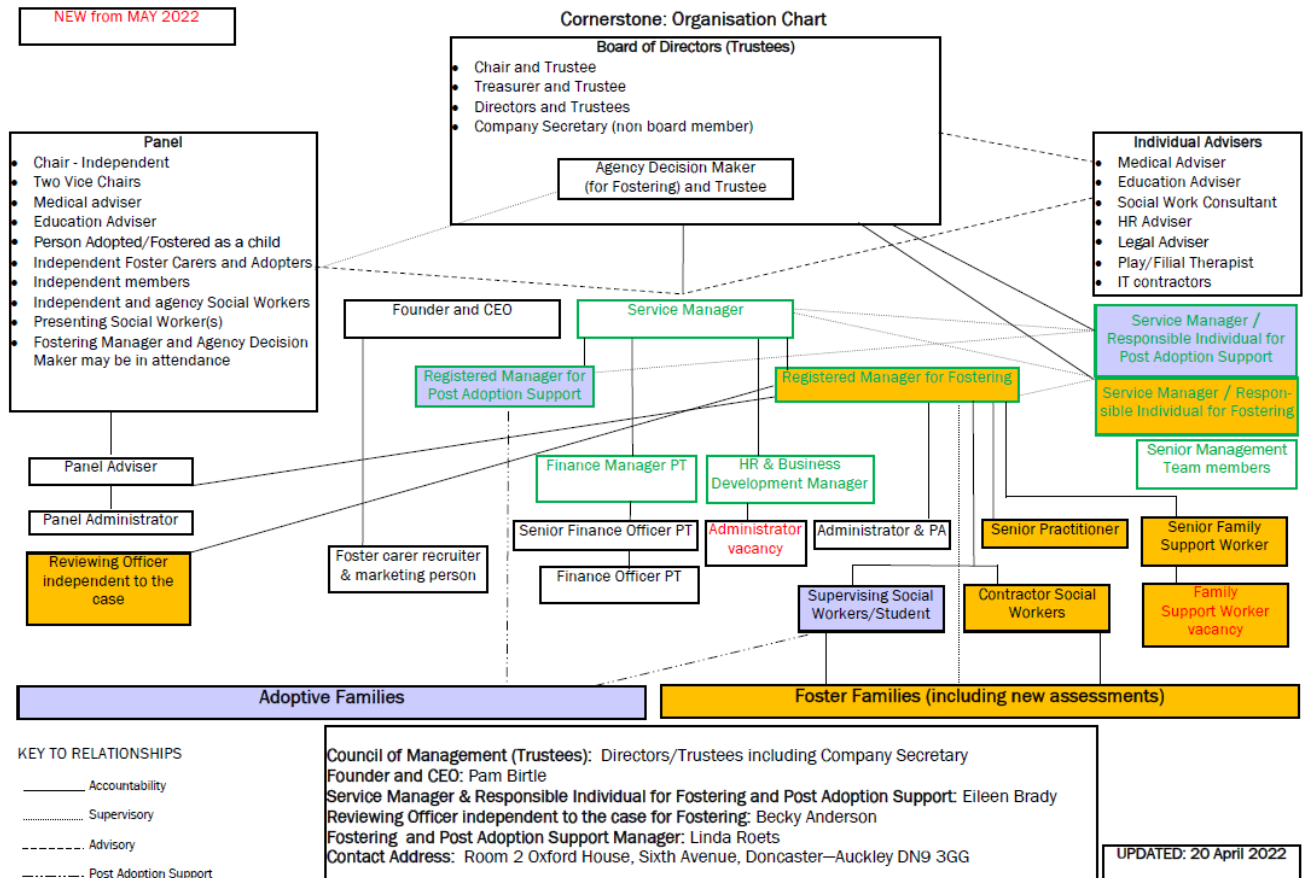 NEW from MAY 2022
Cornerstone: Organisation Chart
Board of Directors (Trustees)
• Chair and Trustee
• Treasurer and Trustee
• Directors and Trustees
• Company Secretary (non board member)
Agency Decision Maker
(for Fostering) and Trustee
Panel
• Chair - Independent
• Two Vice Chairs
• Medical adviser
• Education Adviser
• Person Adopted/Fostered as a child
• Independent Foster Carers and Adopters
• Independent members
• Independent and agency Social Workers
• Presenting Social Worker(s)
• Fostering Manager and Agency Decision
Maker may be in attendance
Individual Advisers
• Medical Adviser
• Education Adviser
• Social Work Consultant
• HR Adviser
• Legal Adviser
• Play/Filial Therapist
• IT contractors
Founder and CEO
Service Manager
Service Manager /
Responsible Individual for
Post Adoption Support
Registered Manager for
Post Adoption Support
Registered Manager for Fostering
Service Manager / Respon-
sible Individual for Fostering
Senior Management
Team members
Panel Adviser
Finance Manager PT
HR & Business
Development Manager
Panel Administrator
Senior Finance Officer PT
Administrator
vacancy
Administrator & PA
Senior Practitioner
Senior Family
Support Worker
Reviewing Officer
independent to the
case
Foster carer recruiter
& marketing person
Finance Officer PT
Supervising Social
Workers/Student
Contractor Social
Workers
Family
Support Worker
vacancy
Adoptive Families
Foster Families (including new assessments)
KEY TO RELATIONSHIPS
Accountability
Supervisory
Advisory
Post Adoption Support
Council of Management (Trustees): Directors/Trustees including Company Secretary
Founder and CEO: Pam Birtle
Service Manager & Responsible Individual for Fostering and Post Adoption Support: Eileen Brady
Reviewing Officer independent to the case for Fostering: Becky Anderson
Fostering and Post Adoption Support Manager: Linda Roets
Contact Address: Room 2 Oxford House, Sixth Avenue, Doncaster—Auckley DN9 3GG
UPDATED: 20 April 2022